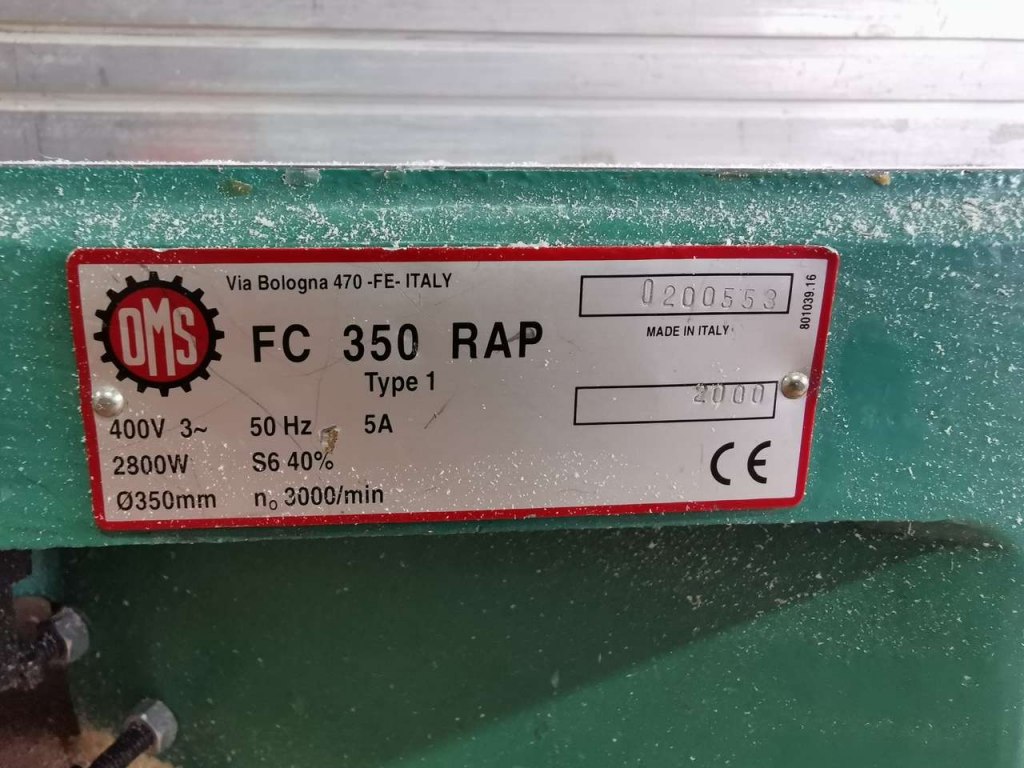 Via Bologna 470 -FE- ITALY
0200553
801039.16
MADE IN ITALY
OMS
FC 350 RAP
Type 1
2000
400V 3~ 50 Hz 5A
2800W S6 40%
Ø350mm n₀ 3000/min
CE